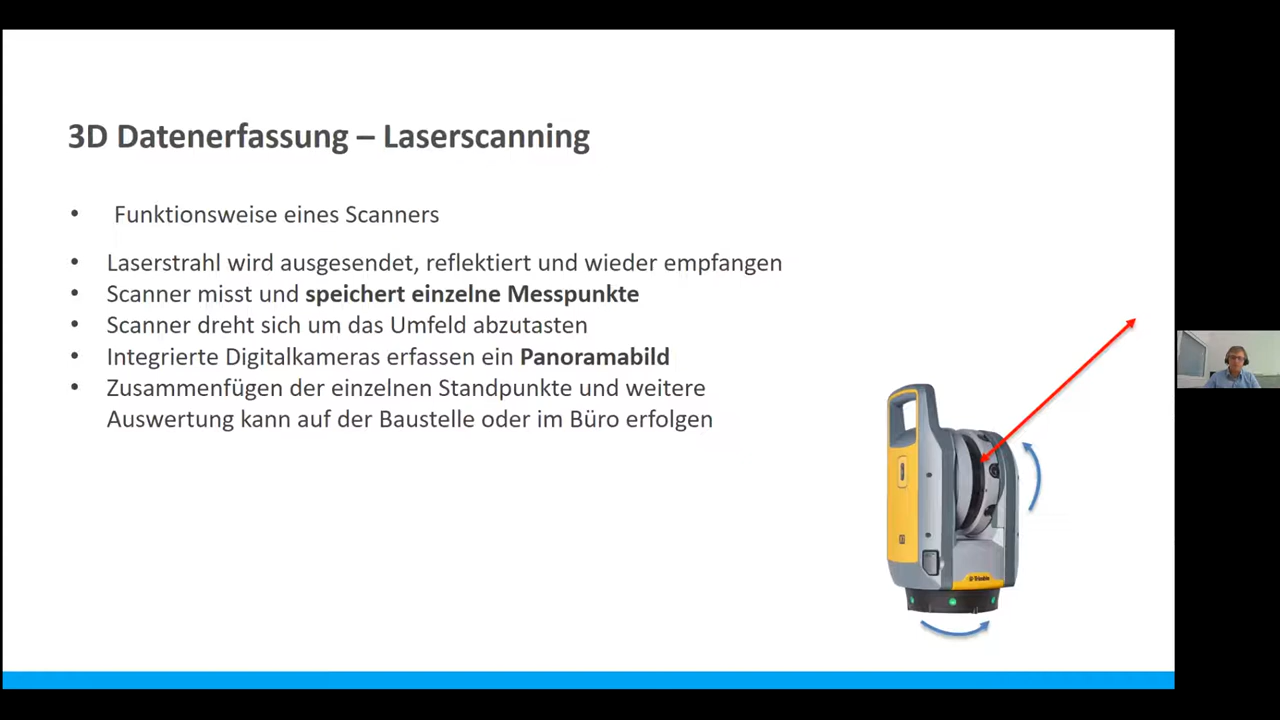 3D Datenerfassung – Laserscanning
• Funktionsweise eines Scanners
• Laserstrahl wird ausgesendet, reflektiert und wieder empfangen
• Scanner misst und speichert einzelne Messpunkte
• Scanner dreht sich um das Umfeld abzutasten
• Integrierte Digitalkameras erfassen ein Panoramabild
• Zusammenfügen der einzelnen Standpunkte und weitere
Auswertung kann auf der Baustelle oder im Büro erfolgen
Trimble